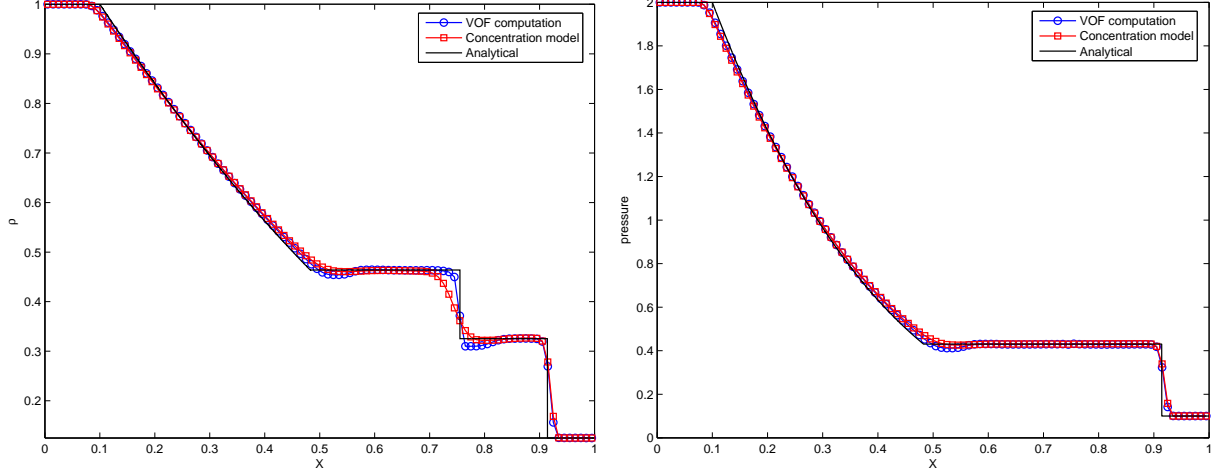 1
0.9
0.8
0.7
0.6
0.5
0.4
0.3
0.2
ρ
0 0.1 0.2 0.3 0.4 0.5 0.6 0.7 0.8 0.9 1
X
VOF computation
Concentration model
Analytical
2
1.8
1.6
1.4
1.2
1
0.8
0.6
0.4
0.2
0
pressure
0 0.1 0.2 0.3 0.4 0.5 0.6 0.7 0.8 0.9 1
X
VOF computation
Concentration model
Analytical